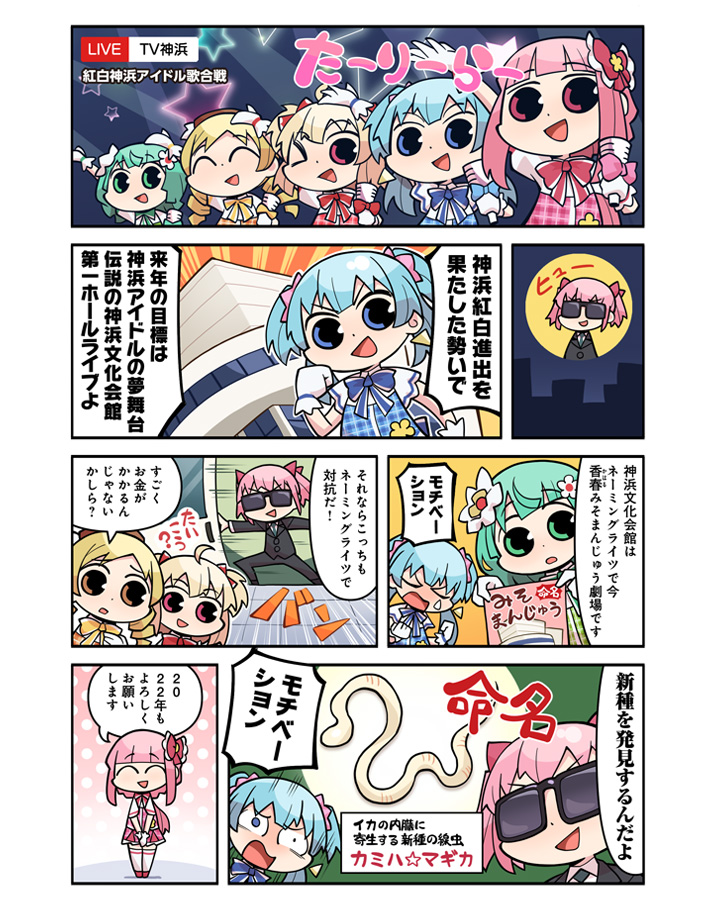 LIVE TV神浜
紅白神浜アイドル歌合戦
たーりーらー
ヒュー
神浜紅白進出を
果たした勢いで
来年の目標は
神浜アイドルの夢舞台
伝説の神浜文化会館
第一ホールライブよ
神浜文化会館は
ネーミングライツで今
香春みそまんじゅう劇場です
モチベー
ション
命名
みそ
まんじゅう
それならこっちも
ネーミングライツで
対抗だ!
バン
たいこう?
すごく
お金が
かかるん
じゃない
かしら?
新種を発見するんだよ
命名
イカの内臓に
寄生する新種の線虫
カミハ☆マギカ
モチベー
ション
20
22年も
よろしく
お願い
します